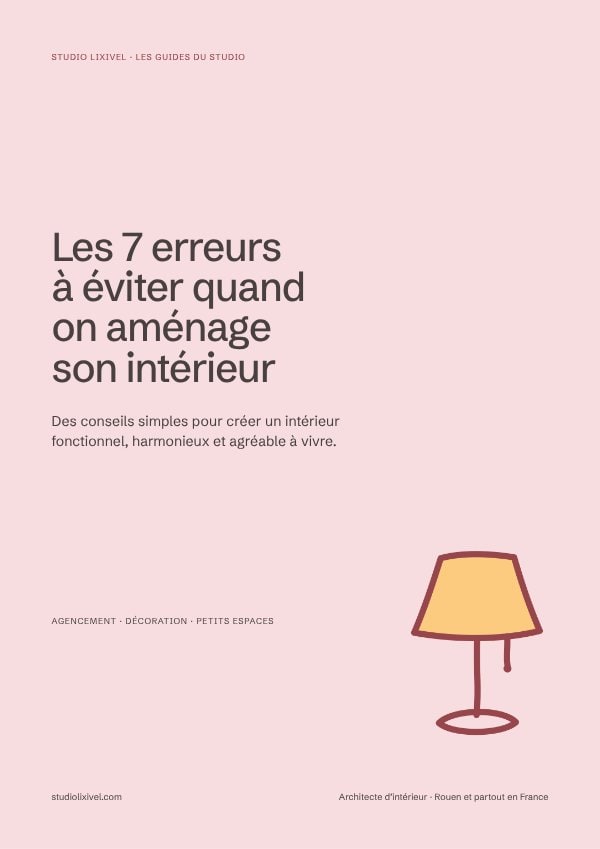 STUDIO LIXIVEL · LES GUIDES DU STUDIO
Les 7 erreurs
à éviter quand
on aménage
son intérieur
Des conseils simples pour créer un intérieur
fonctionnel, harmonieux et agréable à vivre.
AGENCEMENT · DÉCORATION · PETITS ESPACES
studiolixivel.com
Architecte d'intérieur · Rouen et partout en France